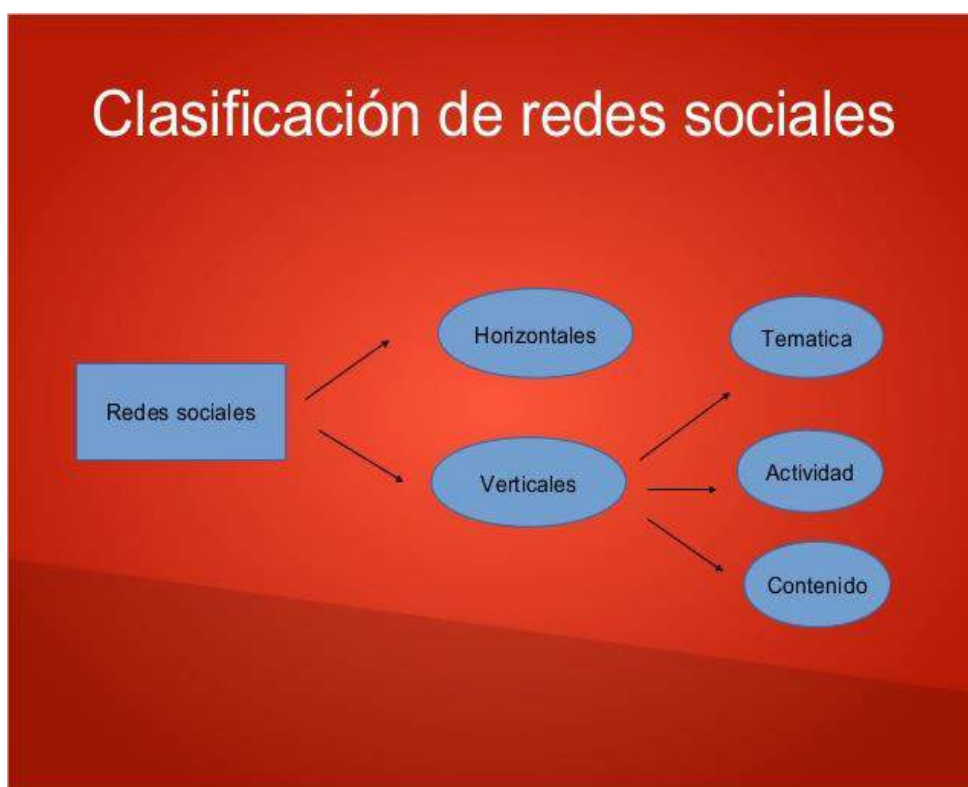 Clasificación de redes sociales
Redes sociales
Horizontales
Verticales
Tematica
Actividad
Contenido